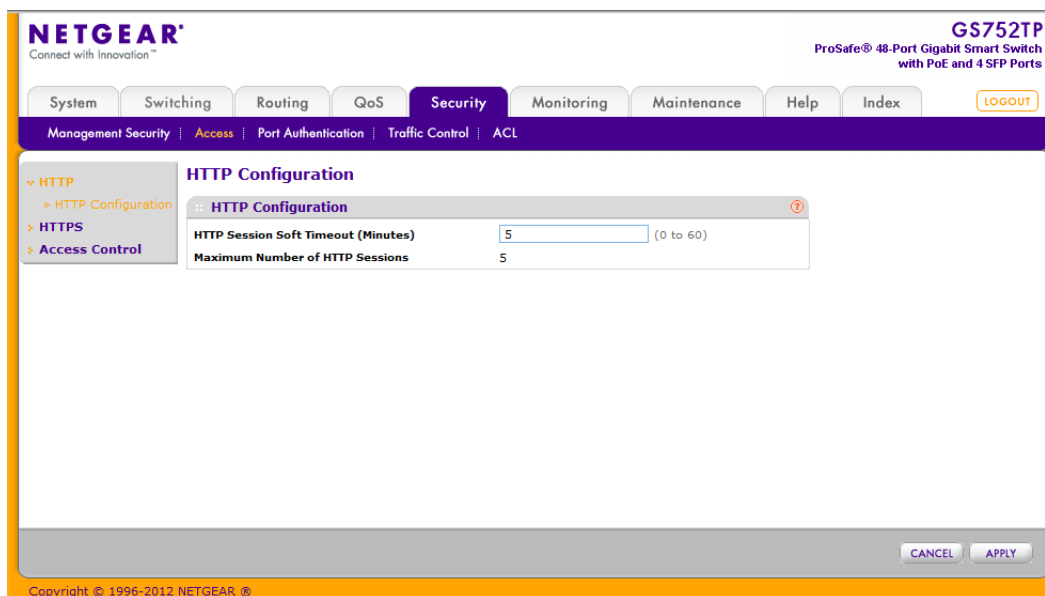 NETGEAR®
Connect with Innovation™
GS752TP
ProSafe® 48-Port Gigabit Smart Switch
with PoE and 4 SFP Ports
System Switching Routing QoS Security Monitoring Maintenance Help Index LOGOUT
Management Security | Access | Port Authentication | Traffic Control | ACL
HTTP
» HTTP Configuration
HTTPS
Access Control
HTTP Configuration
HTTP Configuration ?
HTTP Session Soft Timeout (Minutes) 5 (0 to 60)
Maximum Number of HTTP Sessions 5
CANCEL APPLY
Copyright © 1996-2012 NETGEAR ®